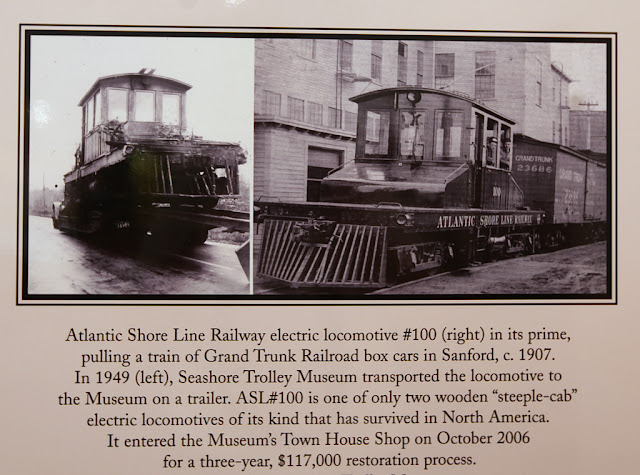 GRAND TRUNK
23686
100
ATLANTIC SHORE LINE RAILWAY
Atlantic Shore Line Railway electric locomotive #100 (right) in its prime,
pulling a train of Grand Trunk Railroad box cars in Sanford, c. 1907.
In 1949 (left), Seashore Trolley Museum transported the locomotive to
the Museum on a trailer. ASL#100 is one of only two wooden “steeple-cab”
electric locomotives of its kind that has survived in North America.
It entered the Museum’s Town House Shop on October 2006
for a three-year, $117,000 restoration process.